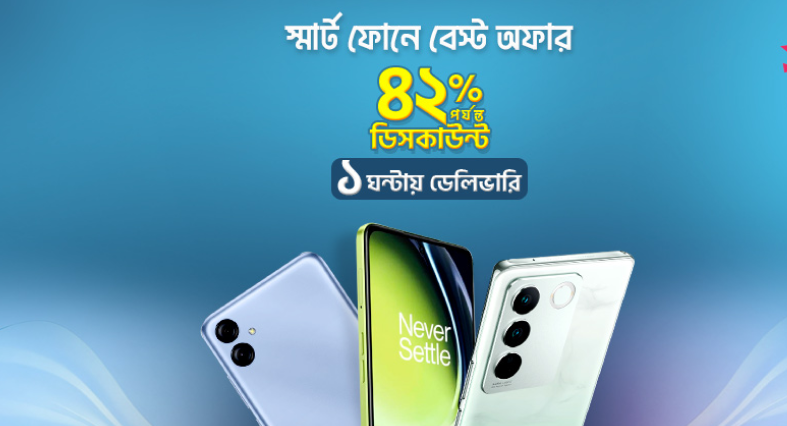 স্মার্ট ফোনে বেস্ট অফার
৪২%
পর্যন্ত
ডিসকাউন্ট
১ ঘন্টায় ডেলিভারি
Never
Settle